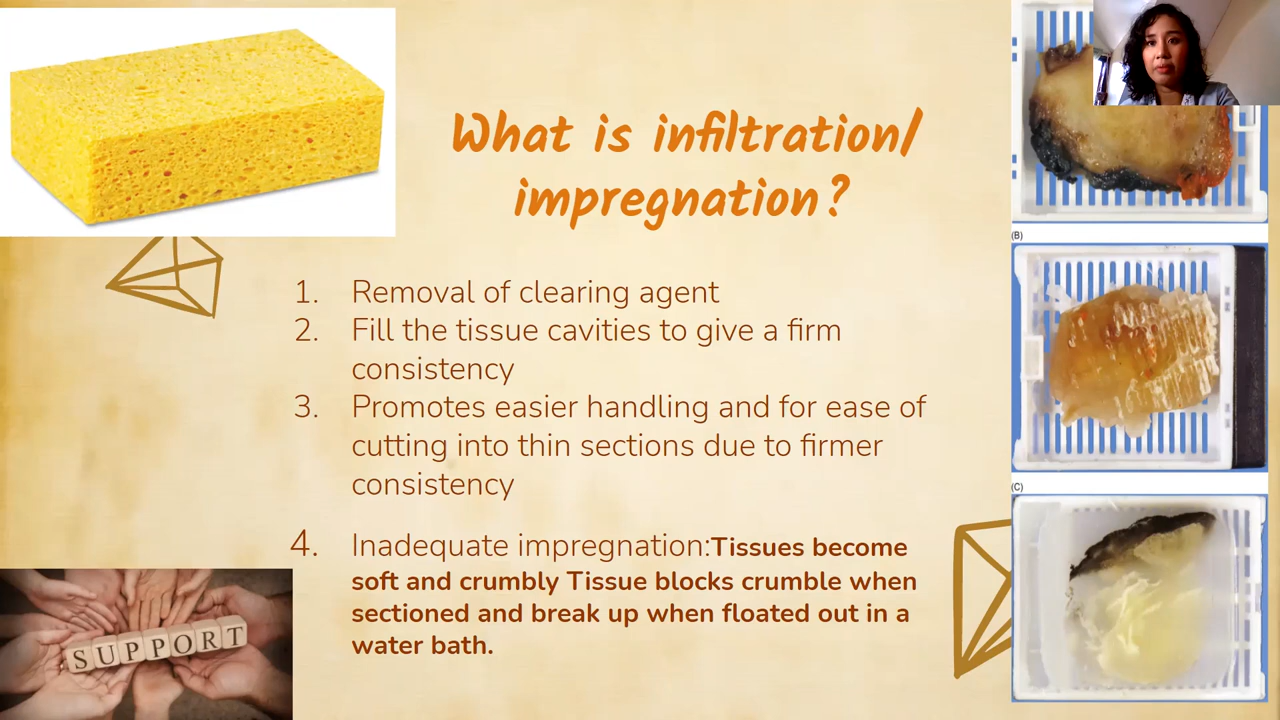 What is infiltration/
impregnation?
1. Removal of clearing agent
2. Fill the tissue cavities to give a firm
consistency
3. Promotes easier handling and for ease of
cutting into thin sections due to firmer
consistency
4. Inadequate impregnation:Tissues become
soft and crumbly Tissue blocks crumble when
sectioned and break up when floated out in a
water bath.
SUPPORT
(B)
(C)